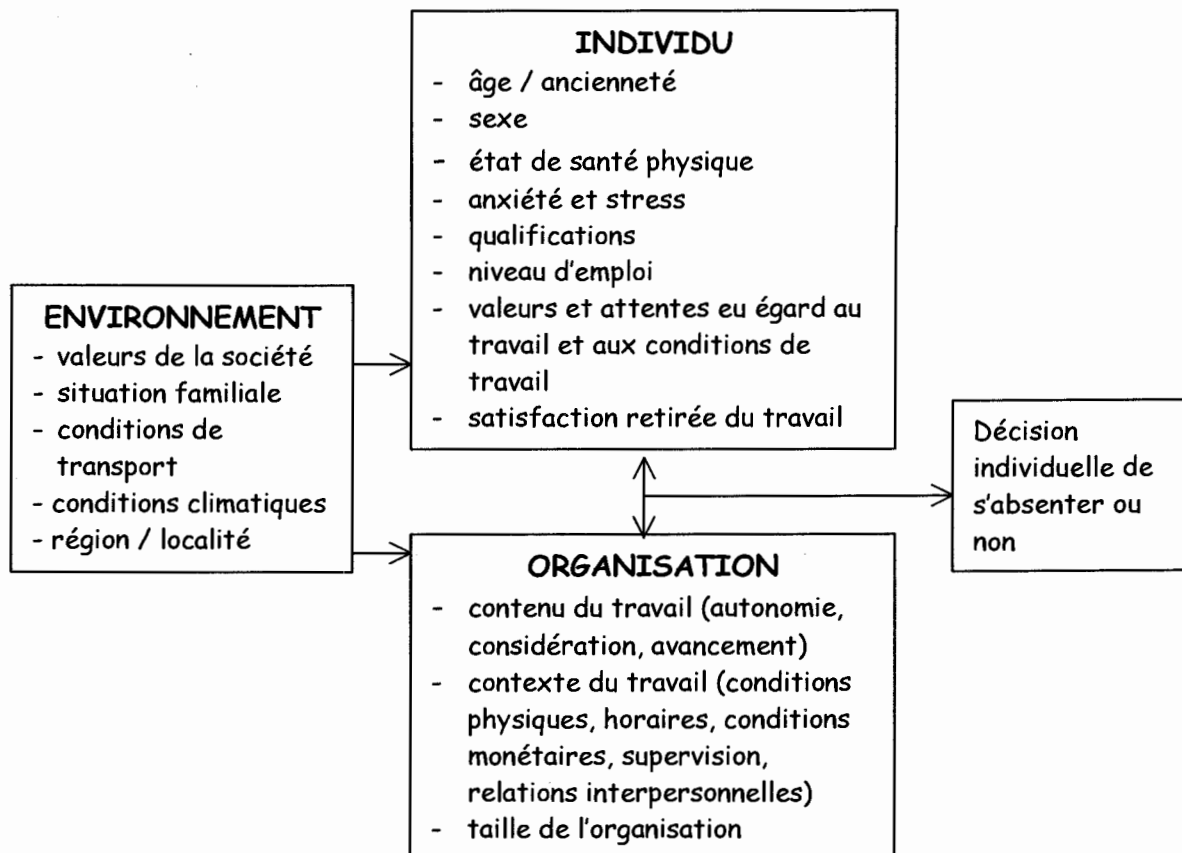 INDIVIDU
- âge / ancienneté
- sexe
- état de santé physique
- anxiété et stress
- qualifications
- niveau d'emploi
- valeurs et attentes eu égard au
travail et aux conditions de
travail
- satisfaction retirée du travail
ENVIRONNEMENT
- valeurs de la société
- situation familiale
- conditions de
transport
- conditions climatiques
- région / localité
Décision
individuelle de
s'absenter ou
non
ORGANISATION
- contenu du travail (autonomie,
considération, avancement)
- contexte du travail (conditions
physiques, horaires, conditions
monétaires, supervision,
relations interpersonnelles)
- taille de l'organisation